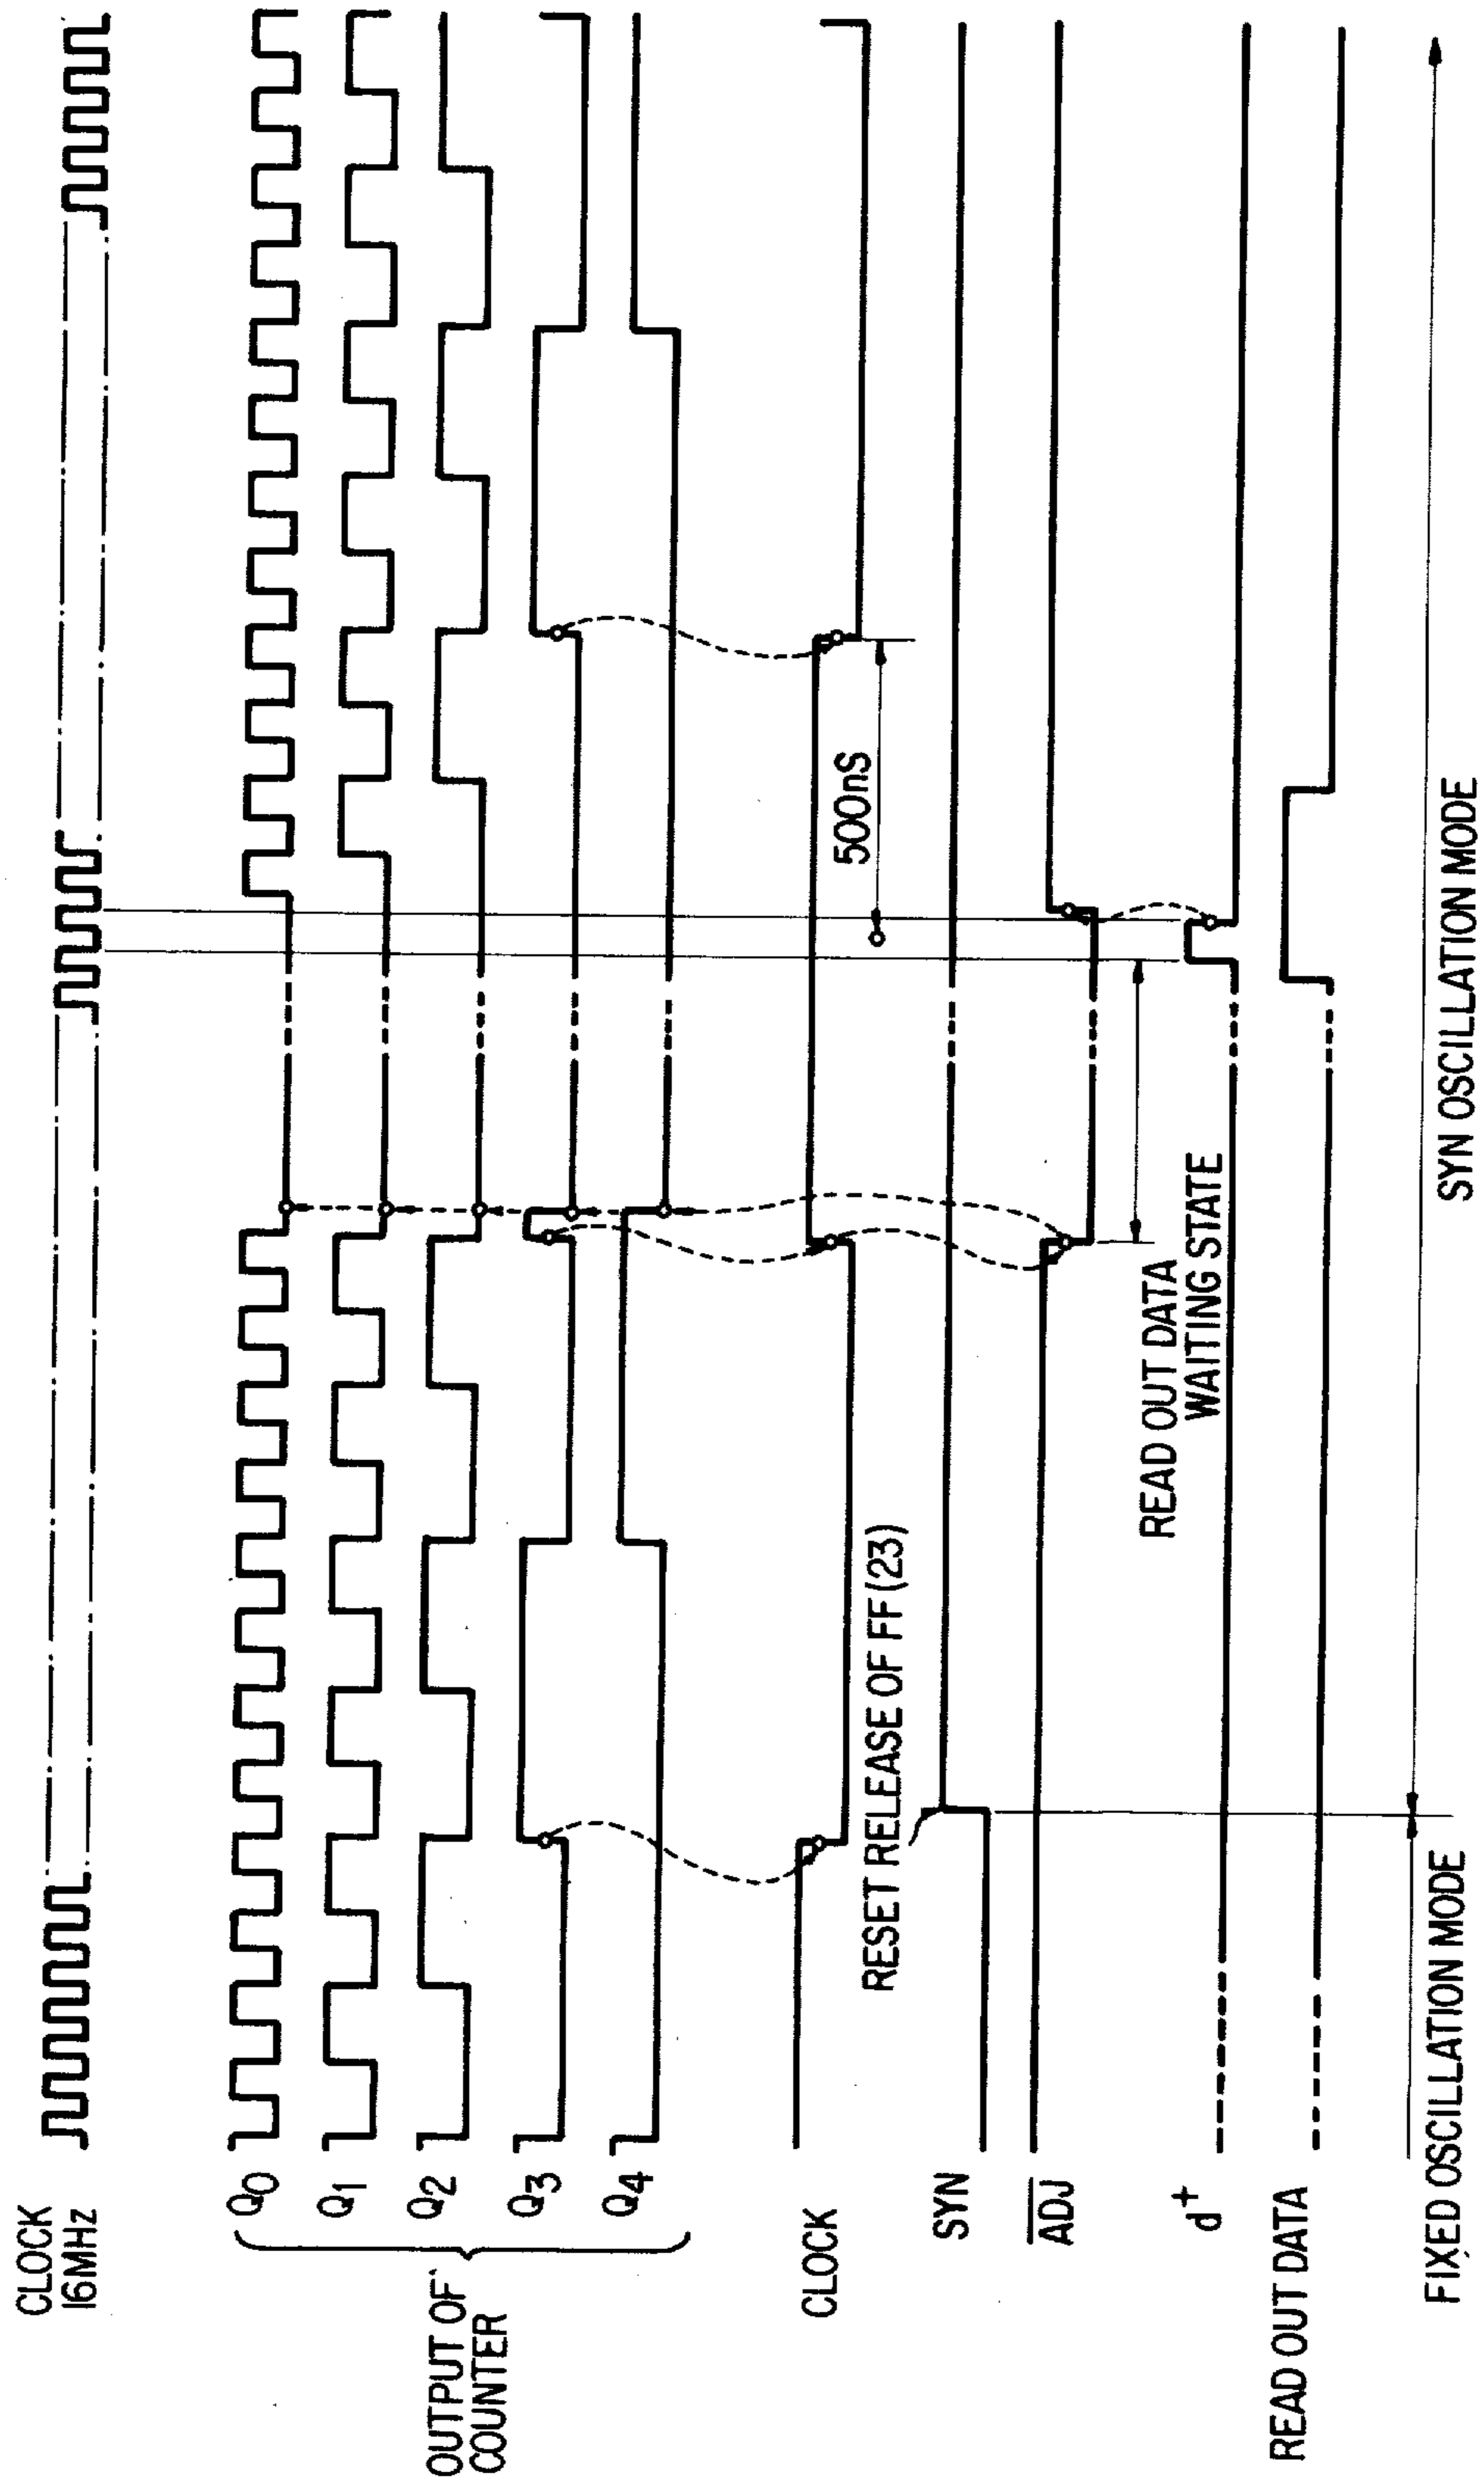 CLOCK
16MHz
OUTPUT OF
COUNTER
Q0
Q1
Q2
Q3
Q4
CLOCK
500nS
RESET RELEASE OF FF (23)
SYN
ADJ
READ OUT DATA
WAITING STATE
d+
READ OUT DATA
FIXED OSCILLATION MODE
SYN OSCILLATION MODE